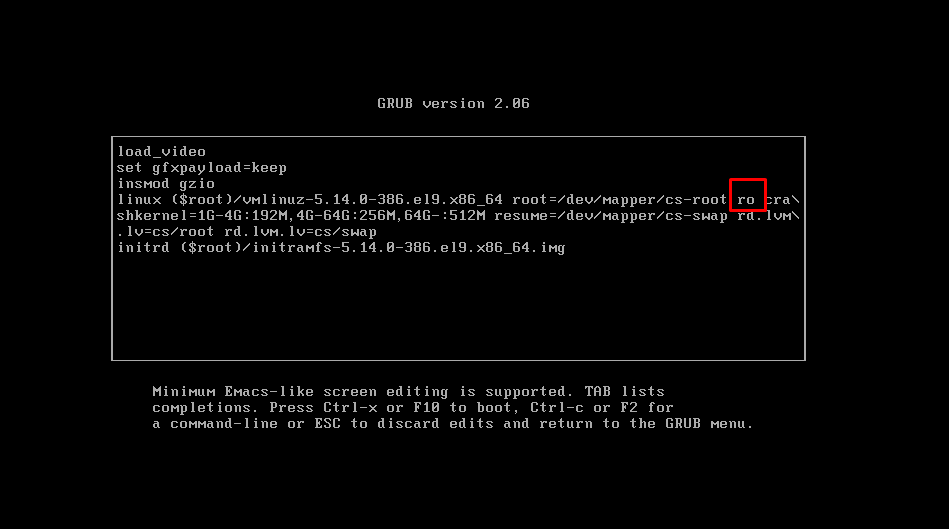 GRUB version 2.06
load_video
set gfxpayload=keep
insmod gzio
linux ($root)/vmlinuz-5.14.0-386.el9.x86_64 root=/dev/mapper/cs-root ro cra\
shkernel=1G-4G:192M,4G-64G:256M,64G-:512M resume=/dev/mapper/cs-swap rd.lvm\
.lv=cs/root rd.lvm.lv=cs/swap
initrd ($root)/initramfs-5.14.0-386.el9.x86_64.img
Minimum Emacs-like screen editing is supported. TAB lists
completions. Press Ctrl-x or F10 to boot, Ctrl-c or F2 for
a command-line or ESC to discard edits and return to the GRUB menu.